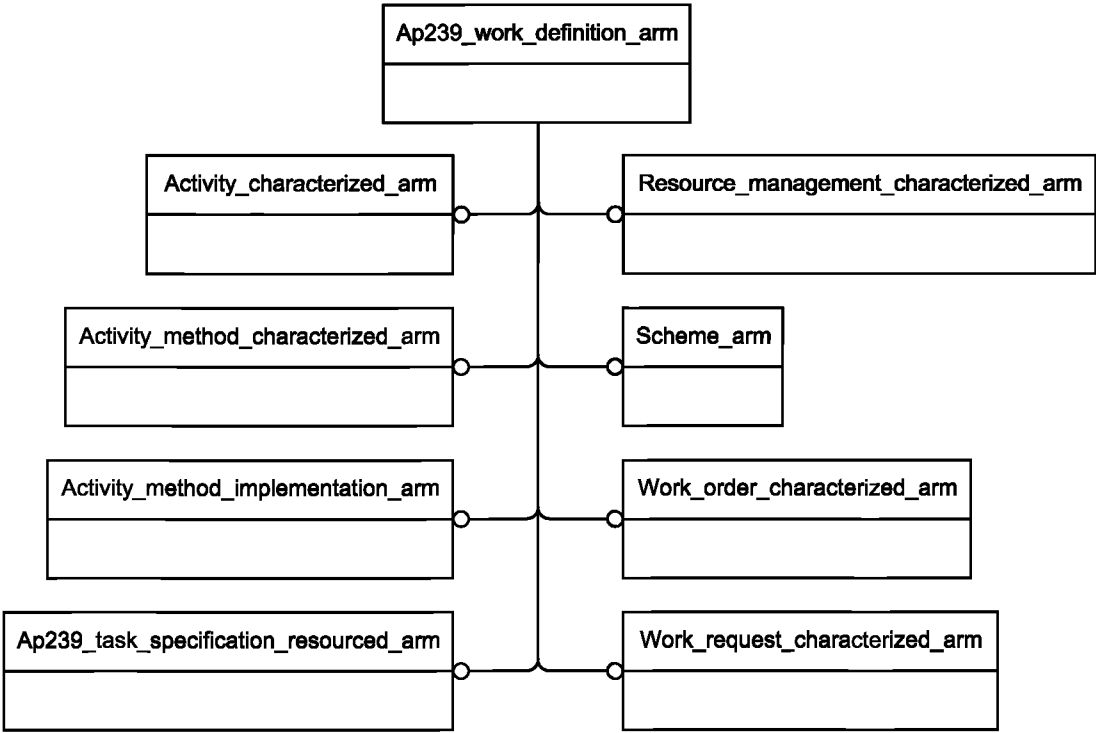 Ap239_work_definition_arm
Activity_characterized_arm
Resource_management_characterized_arm
Activity_method_characterized_arm
Scheme_arm
Activity_method_implementation_arm
Work_order_characterized_arm
Ap239_task_specification_resourced_arm
Work_request_characterized_arm